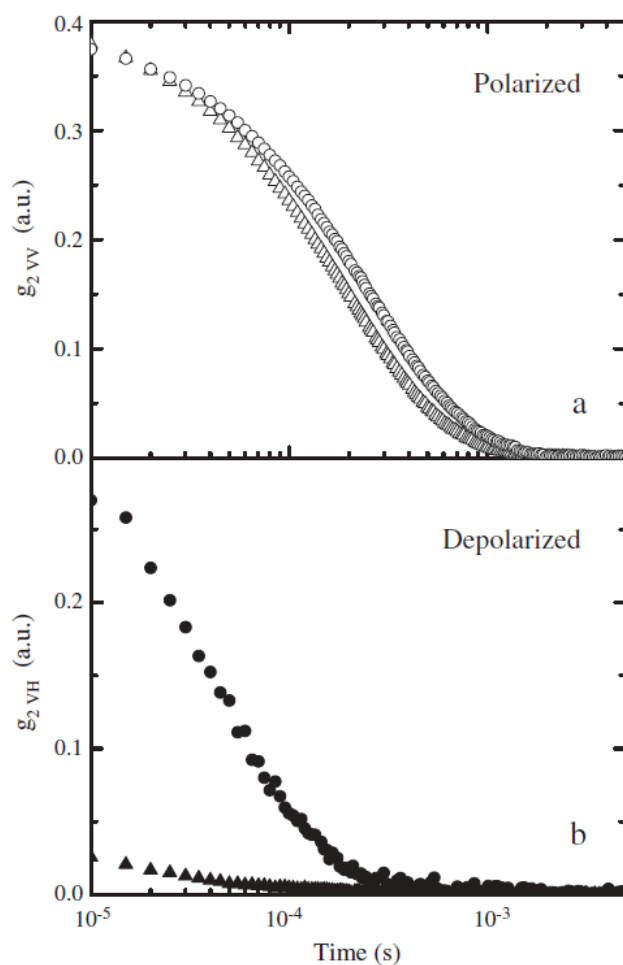 0.4
Polarized
0.3
g₂ VV (a.u.)
0.2
0.1
a
0.0
Depolarized
0.2
g₂ VH (a.u.)
0.1
b
0.0
10⁻⁵ 10⁻⁴ 10⁻³
Time (s)